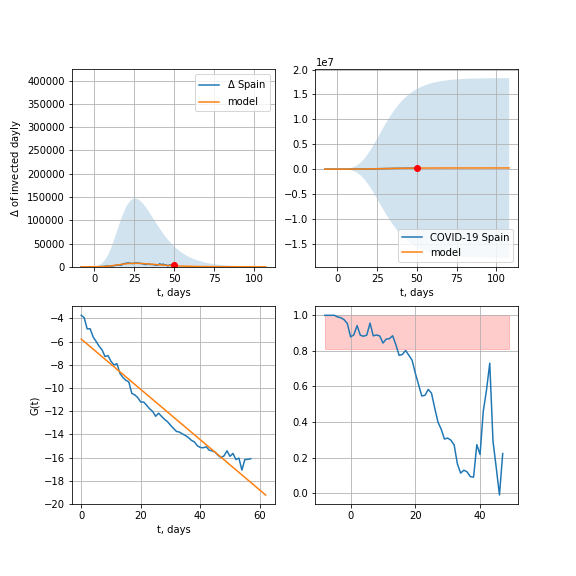 1e7
400000
350000
300000
250000
200000
150000
100000
50000
0
Δ of invected dayly
Δ Spain
model
0 25 50 75 100
t, days
2.0
1.5
1.0
0.5
0.0
−0.5
−1.0
−1.5
COVID-19 Spain
model
0 25 50 75 100
t, days
−4
−6
−8
−10
−12
−14
−16
−18
−20
G(t)
0 20 40 60
t, days
1.0
0.8
0.6
0.4
0.2
0.0
0 20 40